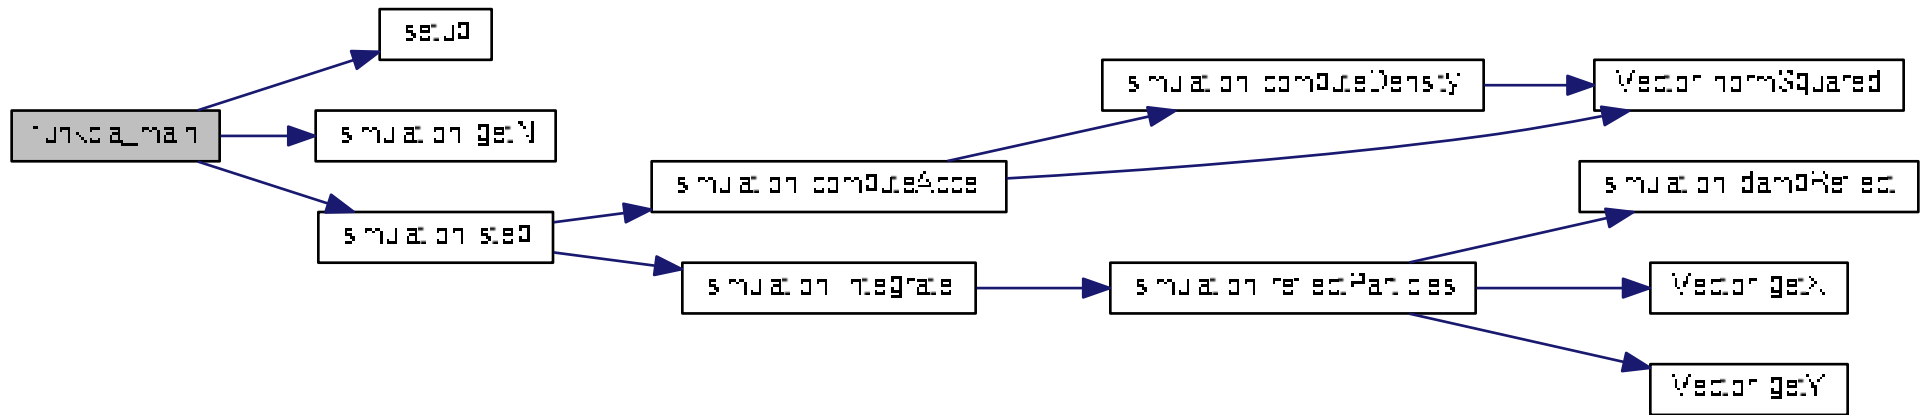 funkcja_main
setup
simulation::getN
simulation::step
simulation::computeAccel
simulation::integrate
simulation::computeDensity
simulation::reflectParticles
Vector::normSquared
simulation::dampReflect
Vector::getX
Vector::getY